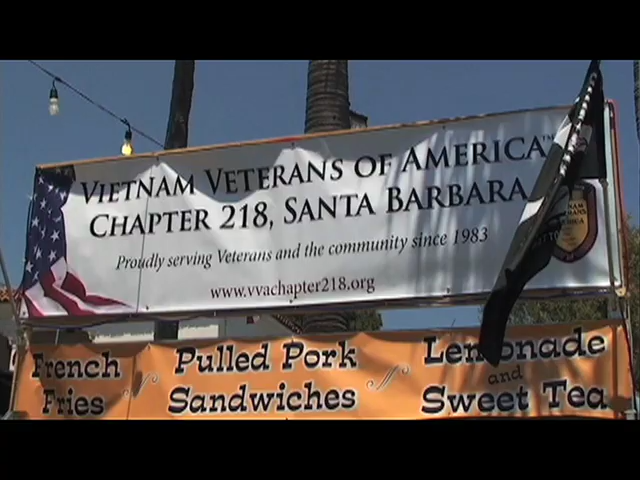 VIETNAM VETERANS OF AMERICA™
CHAPTER 218, SANTA BARBARA
Proudly serving Veterans and the community since 1983
www.vvachapter218.org
French
Fries
Pulled Pork
Sandwiches
Lemonade
and
Sweet Tea